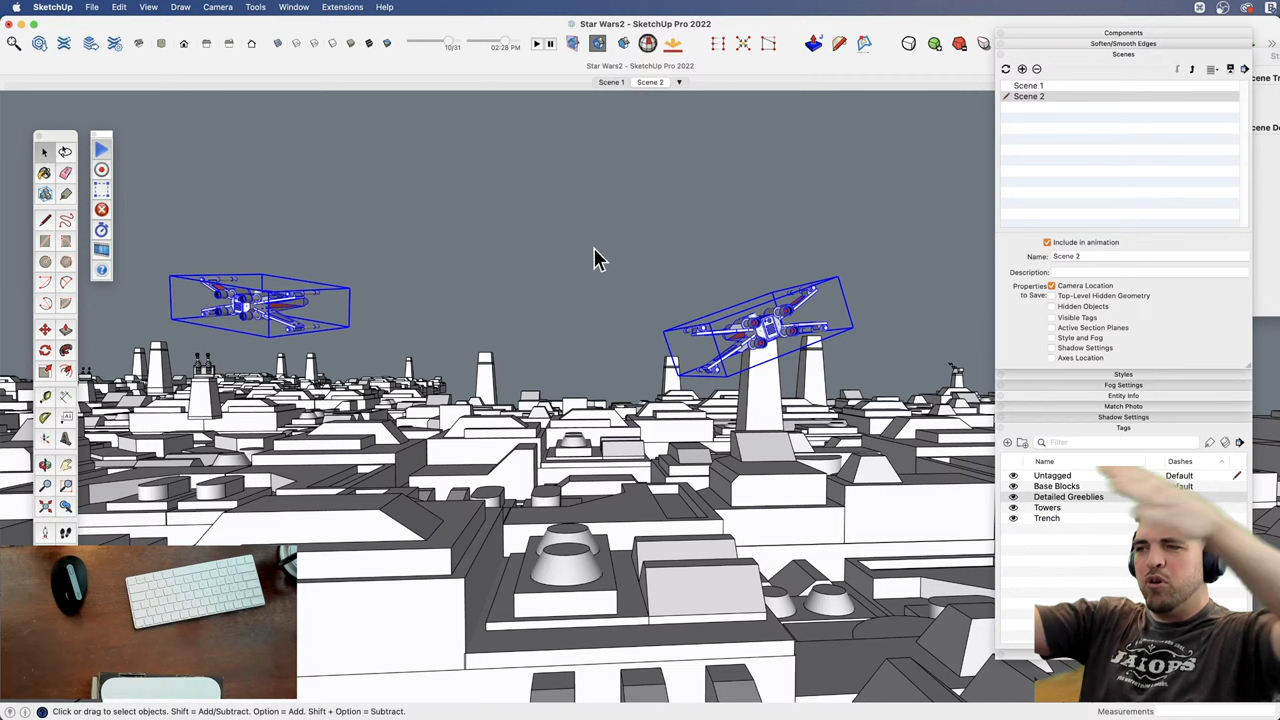 SketchUp File Edit View Draw Camera Tools Window Extensions Help
Star Wars2 - SketchUp Pro 2022
10/31
02:28 PM
Star Wars2 - SketchUp Pro 2022
Scene 1 Scene 2
Components
Soften/Smooth Edges
Scenes
Scene 1
Scene 2
Include in animation
Name: Scene 2
Description:
Properties to Save:
Camera Location
Top-Level Hidden Geometry
Hidden Objects
Visible Tags
Active Section Planes
Style and Fog
Shadow Settings
Axes Location
Styles
Fog Settings
Entity Info
Match Photo
Shadow Settings
Tags
Filter
Name Dashes
Untagged Default
Base Blocks
Detailed Greeblies
Towers
Trench
JALOPS
Click or drag to select objects. Shift = Add/Subtract. Option = Add. Shift + Option = Subtract.
Measurements